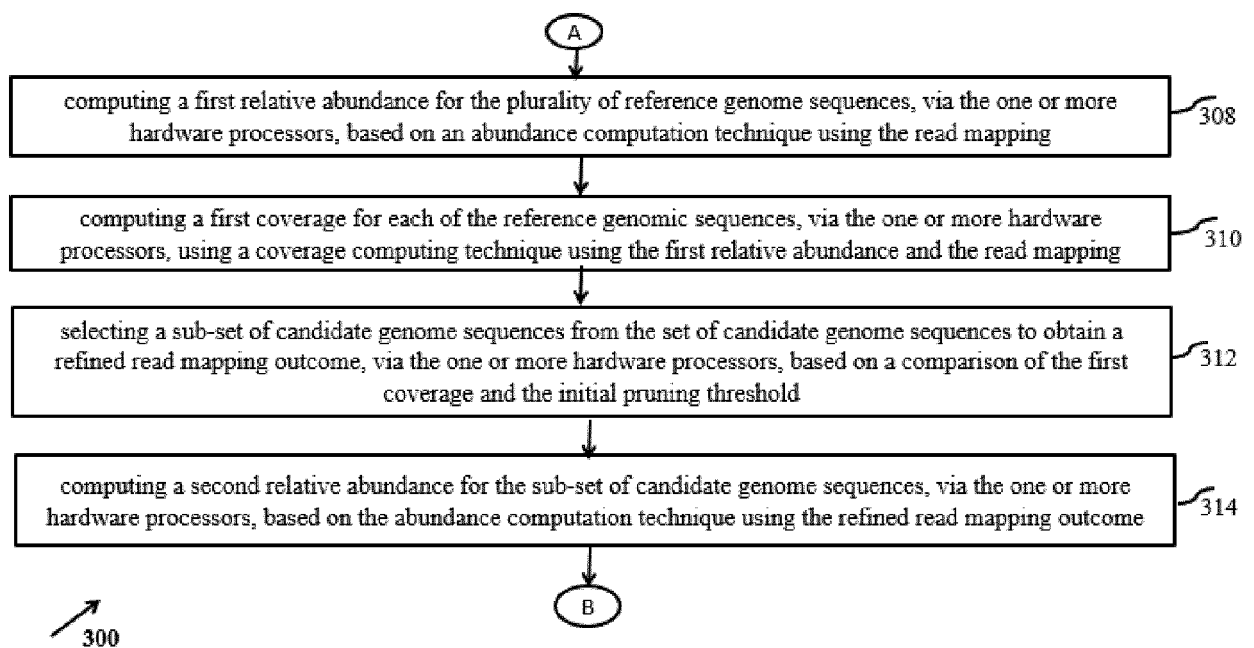 A
computing a first relative abundance for the plurality of reference genome sequences, via the one or more
hardware processors, based on an abundance computation technique using the read mapping
308
computing a first coverage for each of the reference genomic sequences, via the one or more hardware
processors, using a coverage computing technique using the first relative abundance and the read mapping
310
selecting a sub-set of candidate genome sequences from the set of candidate genome sequences to obtain a
refined read mapping outcome, via the one or more hardware processors, based on a comparison of the first
coverage and the initial pruning threshold
312
computing a second relative abundance for the sub-set of candidate genome sequences, via the one or more
hardware processors, based on the abundance computation technique using the refined read mapping outcome
314
B
300